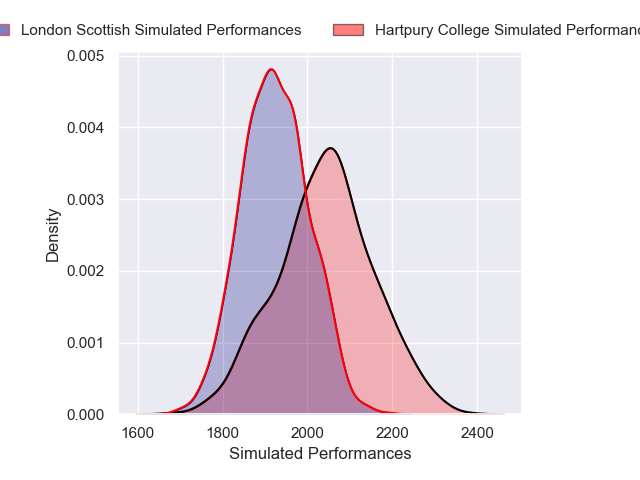 London Scottish Simulated Performances
Hartpury College Simulated
0.005
0.004
0.003
0.002
0.001
0.000
Density
1600 1800 2000 2200 2400
Simulated Performances